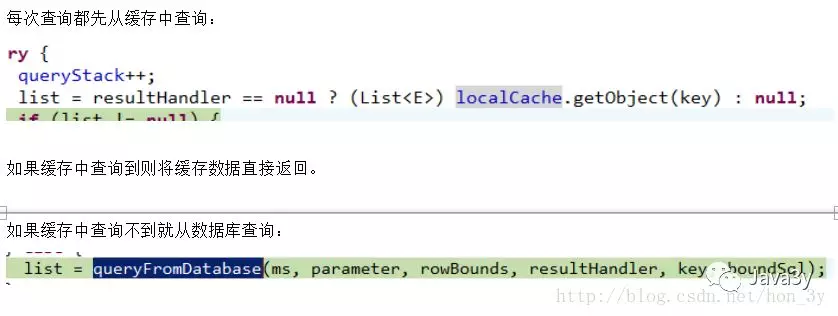 每次查询都先从缓存中查询：
ry {
queryStack++;
list = resultHandler == null ? (List<E>) localCache.getObject(key) : null;
if (list != null) {
如果缓存中查询到则将缓存数据直接返回。
如果缓存中查询不到就从数据库查询：
list = queryFromDatabase(ms, parameter, rowBounds, resultHandler, key, boundSql);
Java3y
http://blog.csdn.net/hon_3y